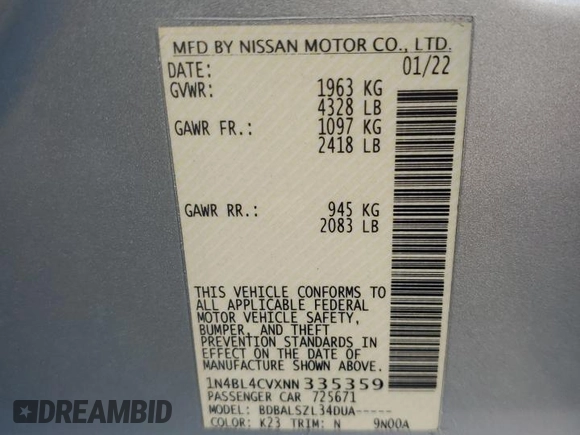 MFD BY NISSAN MOTOR CO., LTD.
DATE: 01/22
GVWR: 1963 KG
4328 LB
GAWR FR.: 1097 KG
2418 LB
GAWR RR.: 945 KG
2083 LB
THIS VEHICLE CONFORMS TO
ALL APPLICABLE FEDERAL
MOTOR VEHICLE SAFETY,
BUMPER, AND THEFT
PREVENTION STANDARDS IN
EFFECT ON THE DATE OF
MANUFACTURE SHOWN ABOVE.
1N4BL4CVXNN335359
PASSENGER CAR 725671
MODEL: BDBALSZL34DUA-----
COLOR: K23 TRIM: N 9N00A
DREAMBID